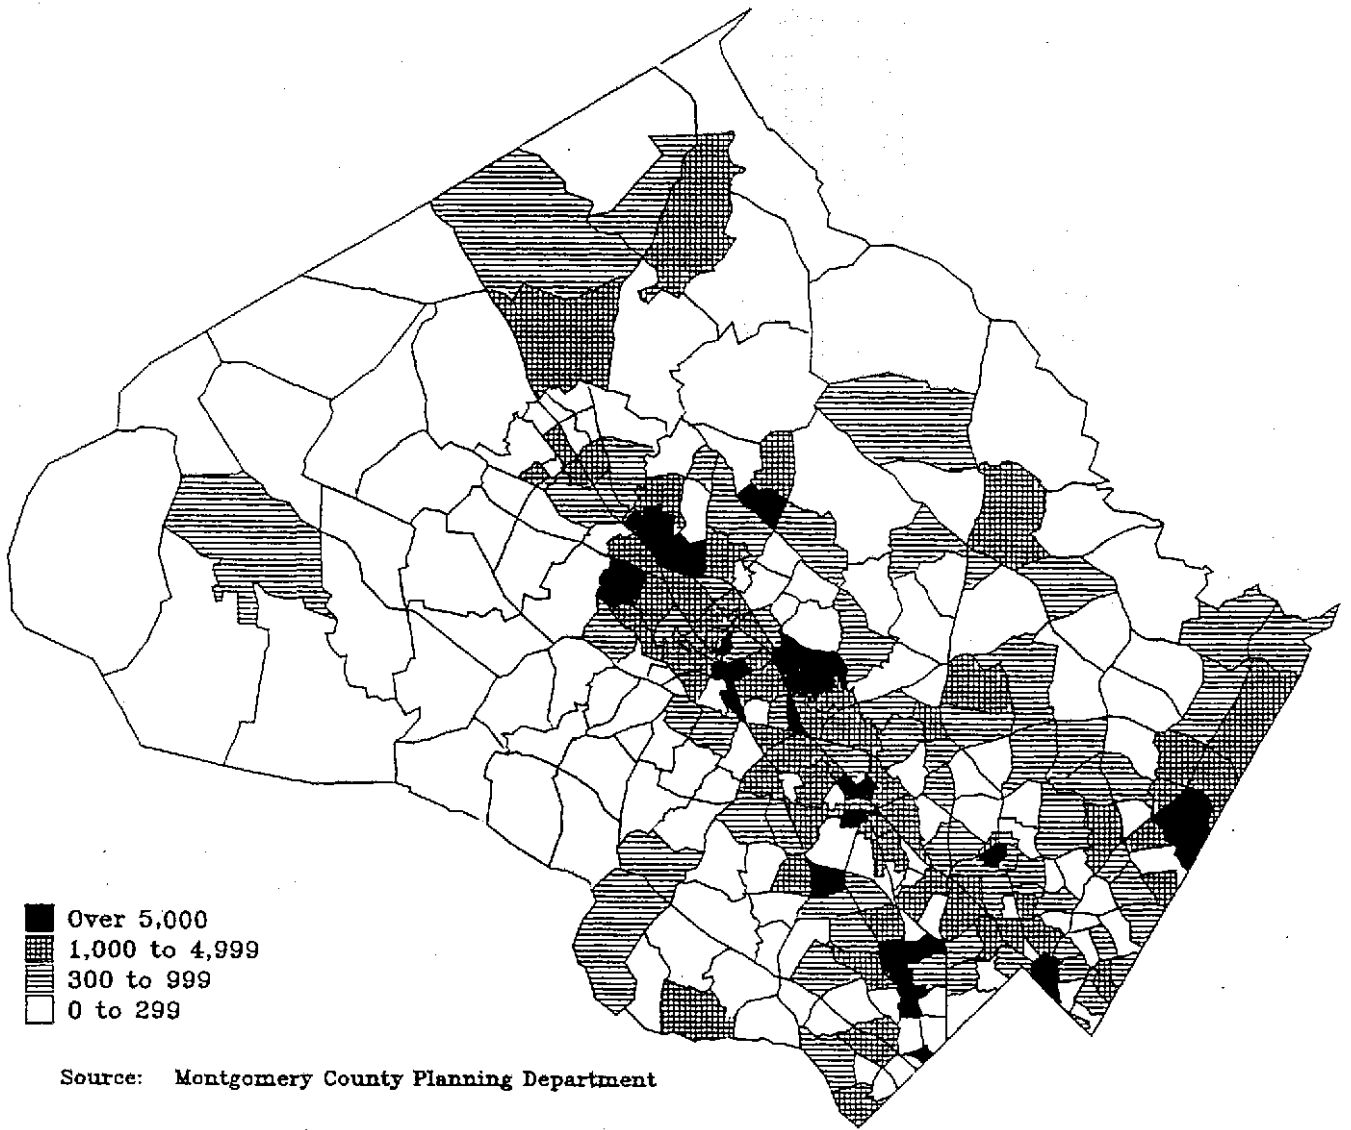 Over 5,000
1,000 to 4,999
300 to 999
0 to 299
Source: Montgomery County Planning Department